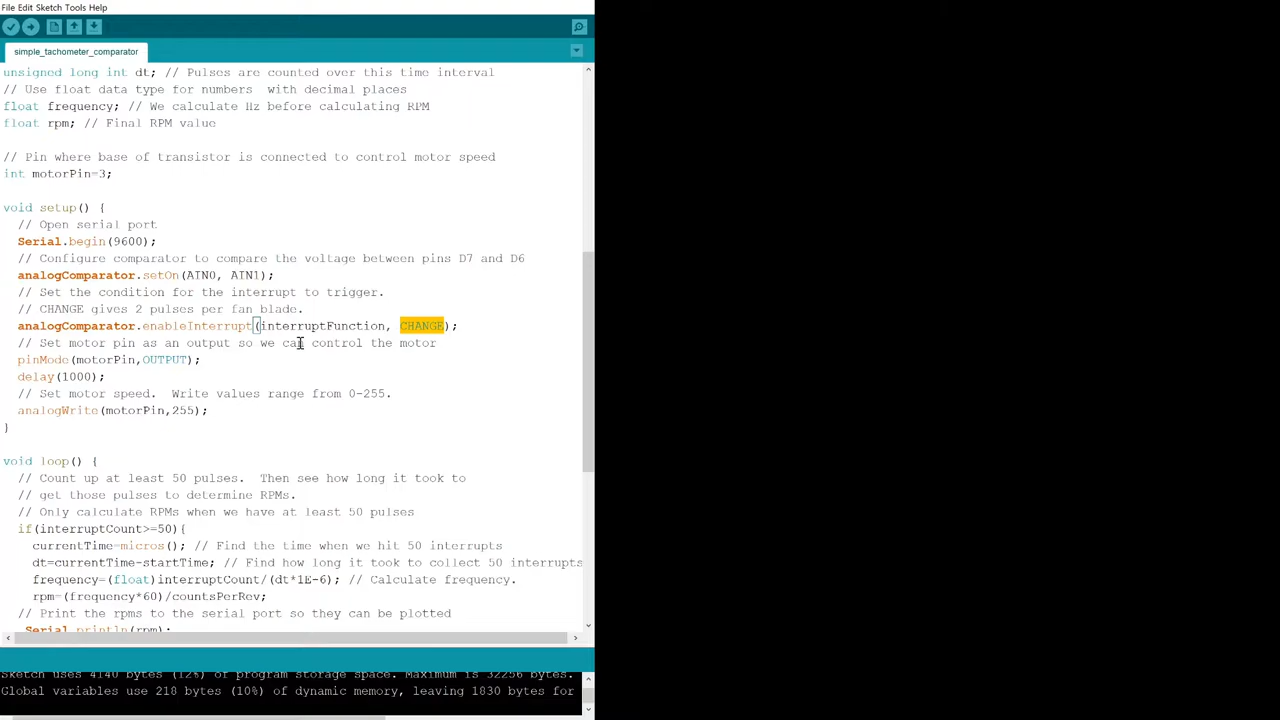 File Edit Sketch Tools Help
simple_tachometer_comparator
unsigned long int dt; // Pulses are counted over this time interval
// Use float data type for numbers  with decimal places
float frequency; // We calculate Hz before calculating RPM
float rpm; // Final RPM value
// Pin where base of transistor is connected to control motor speed
int motorPin=3;
void setup() {
// Open serial port
Serial.begin(9600);
// Configure comparator to compare the voltage between pins D7 and D6
analogComparator.setOn(AIN0, AIN1);
// Set the condition for the interrupt to trigger.
// CHANGE gives 2 pulses per fan blade.
analogComparator.enableInterrupt(interruptFunction, CHANGE);
// Set motor pin as an output so we can control the motor
pinMode(motorPin,OUTPUT);
delay(1000);
// Set motor speed.  Write values range from 0-255.
analogWrite(motorPin,255);
}
void loop() {
// Count up at least 50 pulses.  Then see how long it took to
// get those pulses to determine RPMs.
// Only calculate RPMs when we have at least 50 pulses
if(interruptCount>=50){
currentTime=micros(); // Find the time when we hit 50 interrupts
dt=currentTime-startTime; // Find how long it took to collect 50 interrupts
frequency=(float)interruptCount/(dt*1E-6); // Calculate frequency.
rpm=(frequency*60)/countsPerRev;
// Print the rpms to the serial port so they can be plotted
Serial.println(rpm);
Sketch uses 4140 bytes (12%) of program storage space. Maximum is 32256 bytes.
Global variables use 218 bytes (10%) of dynamic memory, leaving 1830 bytes for